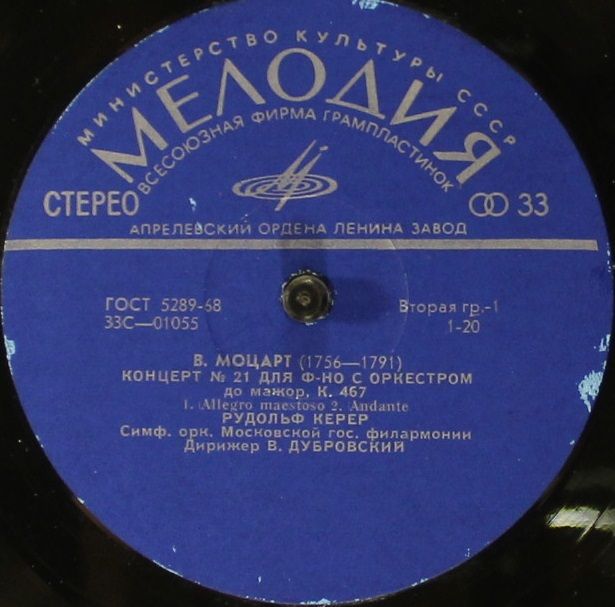 МИНИСТЕРСТВО КУЛЬТУРЫ СССР
МЕЛОДИЯ
ВСЕСОЮЗНАЯ ФИРМА ГРАМПЛАСТИНОК
СТЕРЕО 33
АПРЕЛЕВСКИЙ ОРДЕНА ЛЕНИНА ЗАВОД
ГОСТ 5289-68 Вторая гр.-1
33С—01055 1-20
В. МОЦАРТ (1756—1791)
КОНЦЕРТ № 21 ДЛЯ Ф-НО С ОРКЕСТРОМ
до мажор, К. 467
1. (Allegro maestoso 2. (Andante
РУДОЛЬФ КЕРЕР
Симф. орк. Московской гос. филармонии
Дирижер В. ДУБРОВСКИЙ